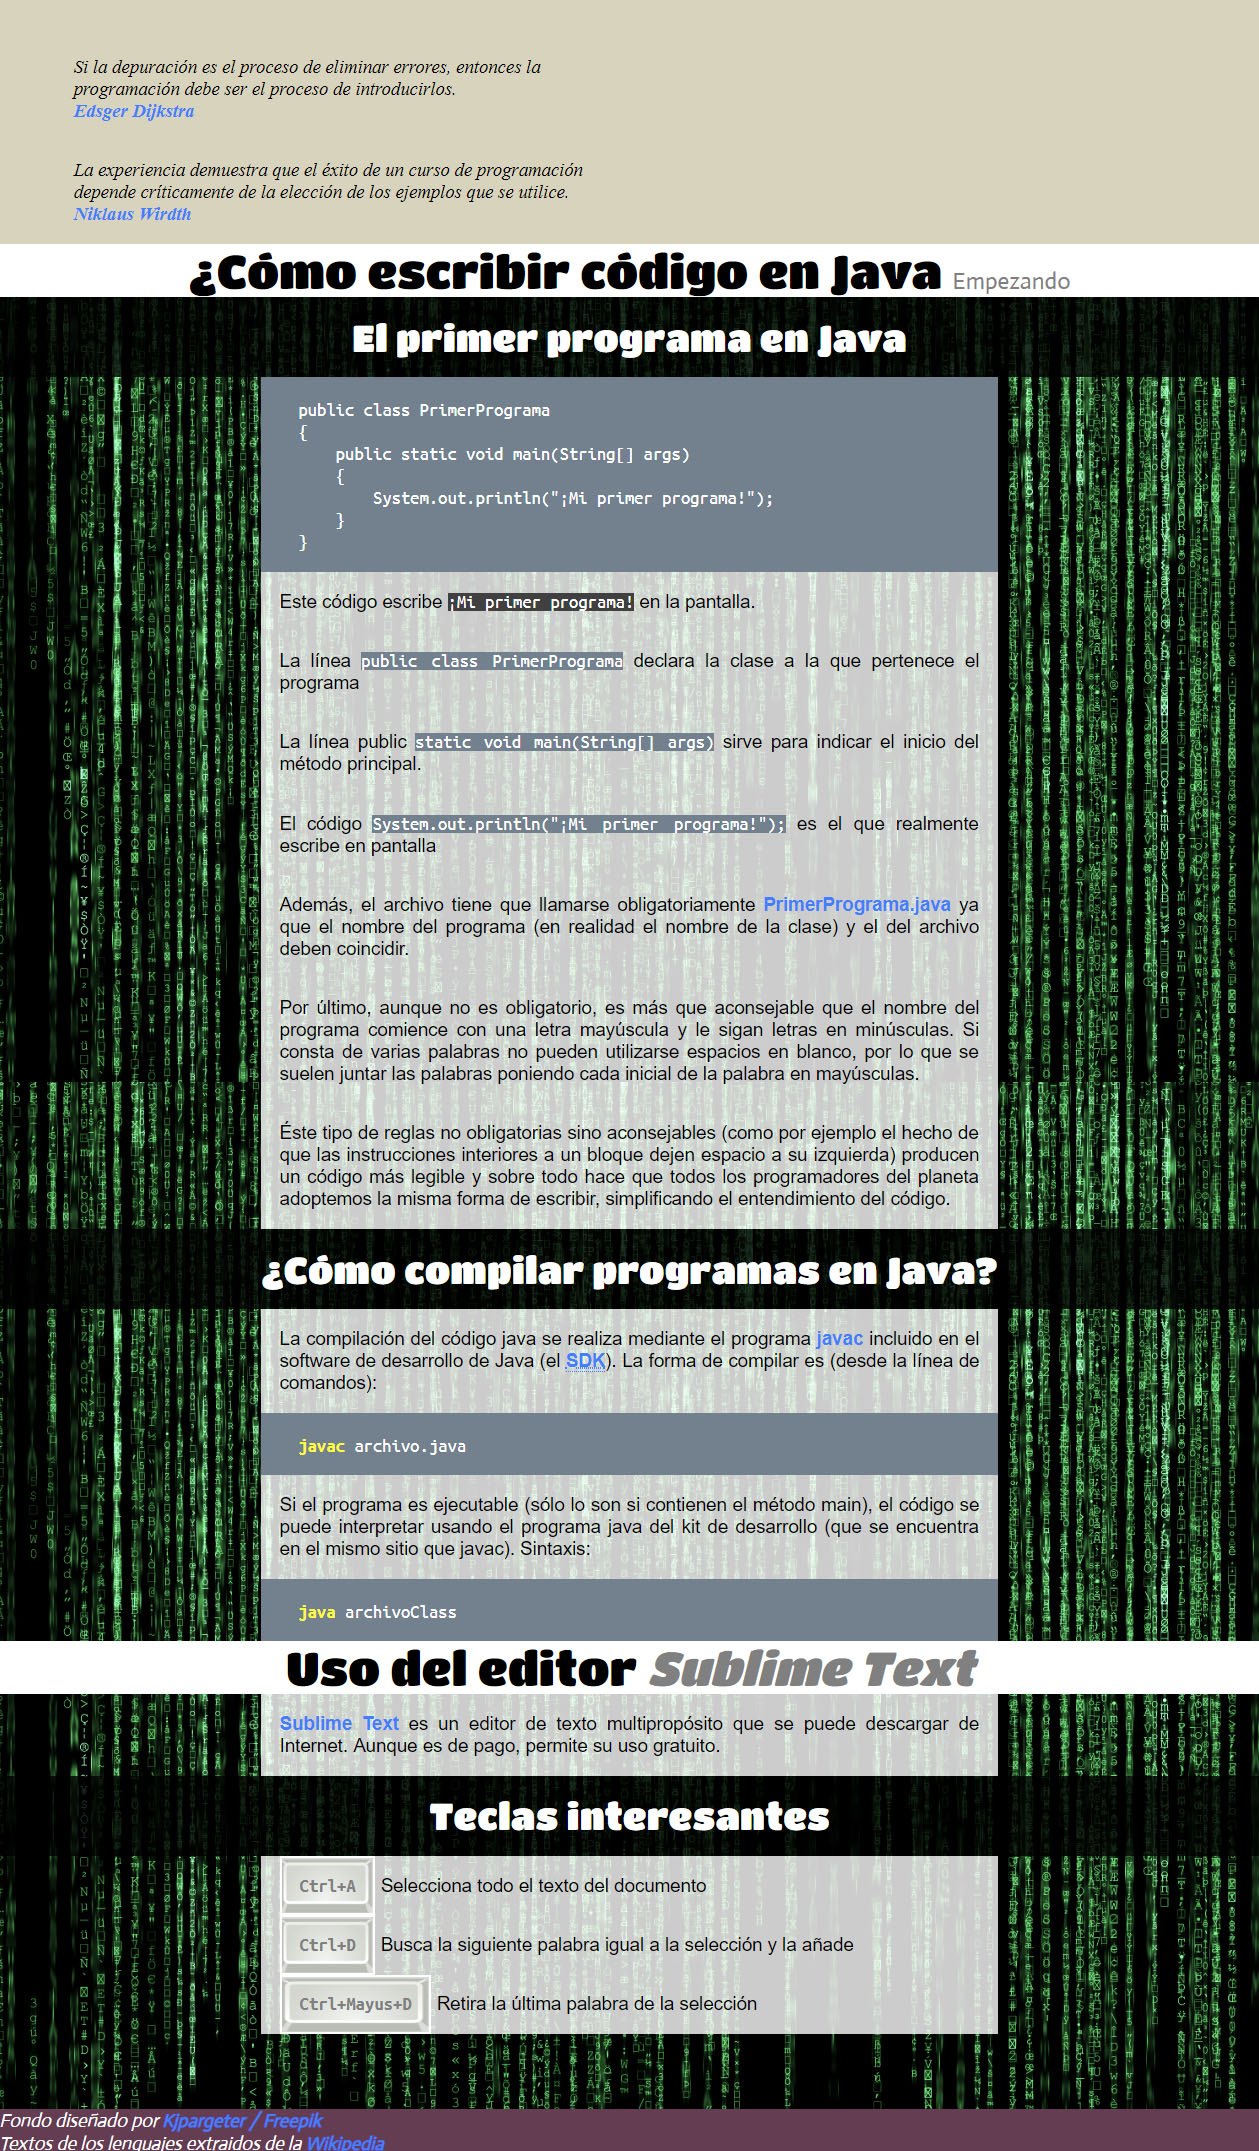 Si la depuración es el proceso de eliminar errores, entonces la
programación debe ser el proceso de introducirlos.
Edsger Dijkstra
La experiencia demuestra que el éxito de un curso de programación
depende críticamente de la elección de los ejemplos que se utilice.
Niklaus Wirdth
¿Cómo escribir código en Java Empezando
El primer programa en Java
public class PrimerPrograma
{
    public static void main(String[] args)
    {
        System.out.println("¡Mi primer programa!");
    }
}
Este código escribe ¡Mi primer programa! en la pantalla.
La línea public class PrimerPrograma declara la clase a la que pertenece el
programa
La línea public static void main(String[] args) sirve para indicar el inicio del
método principal.
El código System.out.println("¡Mi primer programa!"); es el que realmente
escribe en pantalla
Además, el archivo tiene que llamarse obligatoriamente PrimerPrograma.java ya
que el nombre del programa (en realidad el nombre de la clase) y el del archivo
deben coincidir.
Por último, aunque no es obligatorio, es más que aconsejable que el nombre del
programa comience con una letra mayúscula y le sigan letras en minúsculas. Si
consta de varias palabras no pueden utilizarse espacios en blanco, por lo que se
suelen juntar las palabras poniendo cada inicial de la palabra en mayúsculas.
Éste tipo de reglas no obligatorias sino aconsejables (como por ejemplo el hecho de
que las instrucciones interiores a un bloque dejen espacio a su izquierda) producen
un código más legible y sobre todo hace que todos los programadores del planeta
adoptemos la misma forma de escribir, simplificando el entendimiento del código.
¿Cómo compilar programas en Java?
La compilación del código java se realiza mediante el programa javac incluido en el
software de desarrollo de Java (el SDK). La forma de compilar es (desde la línea de
comandos):
javac archivo.java
Si el programa es ejecutable (sólo lo son si contienen el método main), el código se
puede interpretar usando el programa java del kit de desarrollo (que se encuentra
en el mismo sitio que javac). Sintaxis:
java archivoClass
Uso del editor Sublime Text
Sublime Text es un editor de texto multipropósito que se puede descargar de
Internet. Aunque es de pago, permite su uso gratuito.
Teclas interesantes
Ctrl+A Selecciona todo el texto del documento
Ctrl+D Busca la siguiente palabra igual a la selección y la añade
Ctrl+Mayus+D Retira la última palabra de la selección
Fondo diseñado por Kjpargeter / Freepik
Textos de los lenguajes extraidos de la Wikipedia